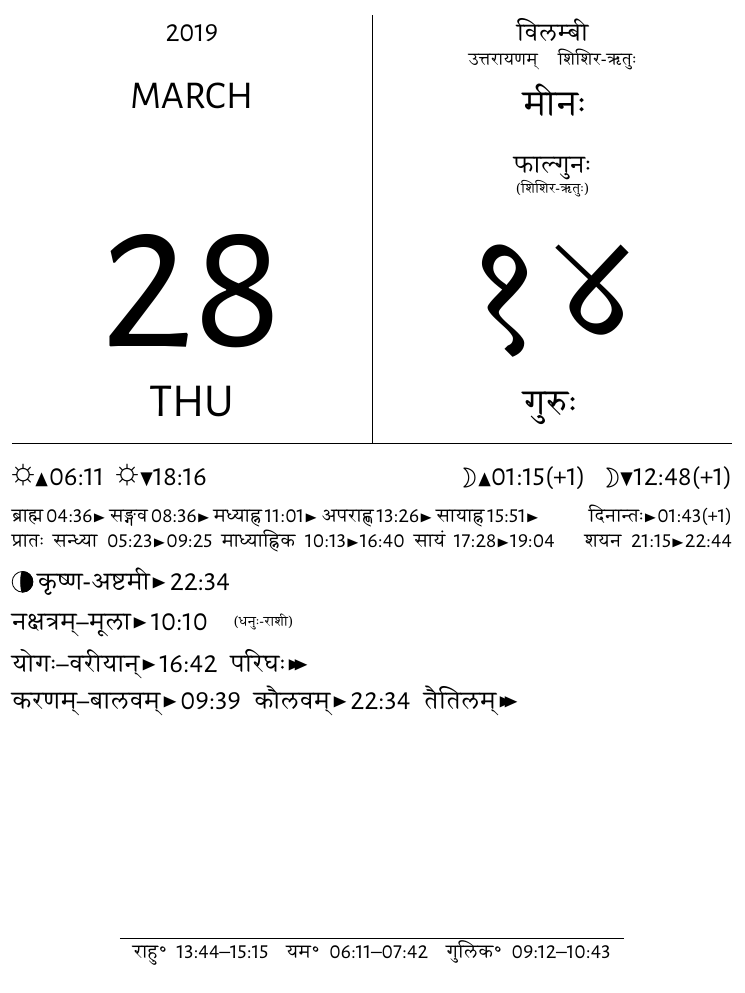 2019
MARCH
28
THU
विलम्बी
उत्तरायणम् शिशिर-ऋतुः
मीनः
फाल्गुनः
(शिशिर-ऋतुः)
१४
गुरुः
☼▲06:11 ☼▼18:16 ☽▲01:15(+1) ☽▼12:48(+1)
ब्राह्म 04:36► सङ्गव 08:36► मध्याह्न 11:01► अपराह्ण 13:26► सायाह्न 15:51► दिनान्तः►01:43(+1)
प्रातः सन्ध्या 05:23►09:25 माध्याह्निक 10:13►16:40 सायं 17:28►19:04 शयन 21:15►22:44
🌗कृष्ण-अष्टमी► 22:34
नक्षत्रम्–मूला►10:10 (धनुः-राशी)
योगः–वरीयान्►16:42 परिघः►►
करणम्–बालवम्► 09:39 कौलवम्► 22:34 तैतिलम्►►
राहु° 13:44–15:15 यम° 06:11–07:42 गुलिक° 09:12–10:43